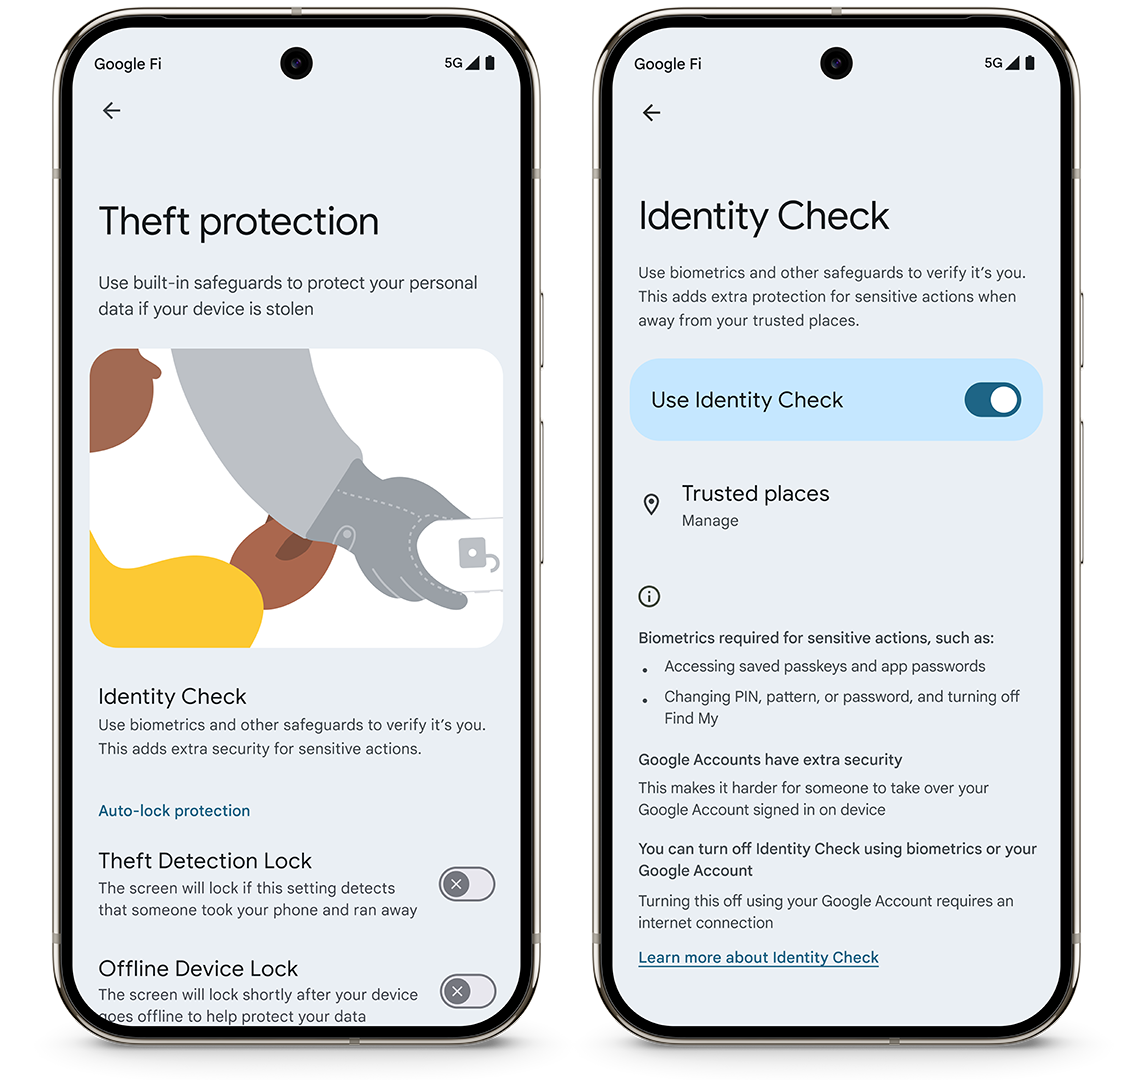 Google Fi
5G
Theft protection
Use built-in safeguards to protect your personal
data if your device is stolen
Identity Check
Use biometrics and other safeguards to verify it’s you.
This adds extra security for sensitive actions.
Auto-lock protection
Theft Detection Lock
The screen will lock if this setting detects
that someone took your phone and ran away
Offline Device Lock
The screen will lock shortly after your device
goes offline to help protect your data
Google Fi
5G
Identity Check
Use biometrics and other safeguards to verify it’s you.
This adds extra protection for sensitive actions when
away from your trusted places.
Use Identity Check
Trusted places
Manage
Biometrics required for sensitive actions, such as:
• Accessing saved passkeys and app passwords
• Changing PIN, pattern, or password, and turning off
Find My
Google Accounts have extra security
This makes it harder for someone to take over your
Google Account signed in on device
You can turn off Identity Check using biometrics or your
Google Account
Turning this off using your Google Account requires an
internet connection
Learn more about Identity Check